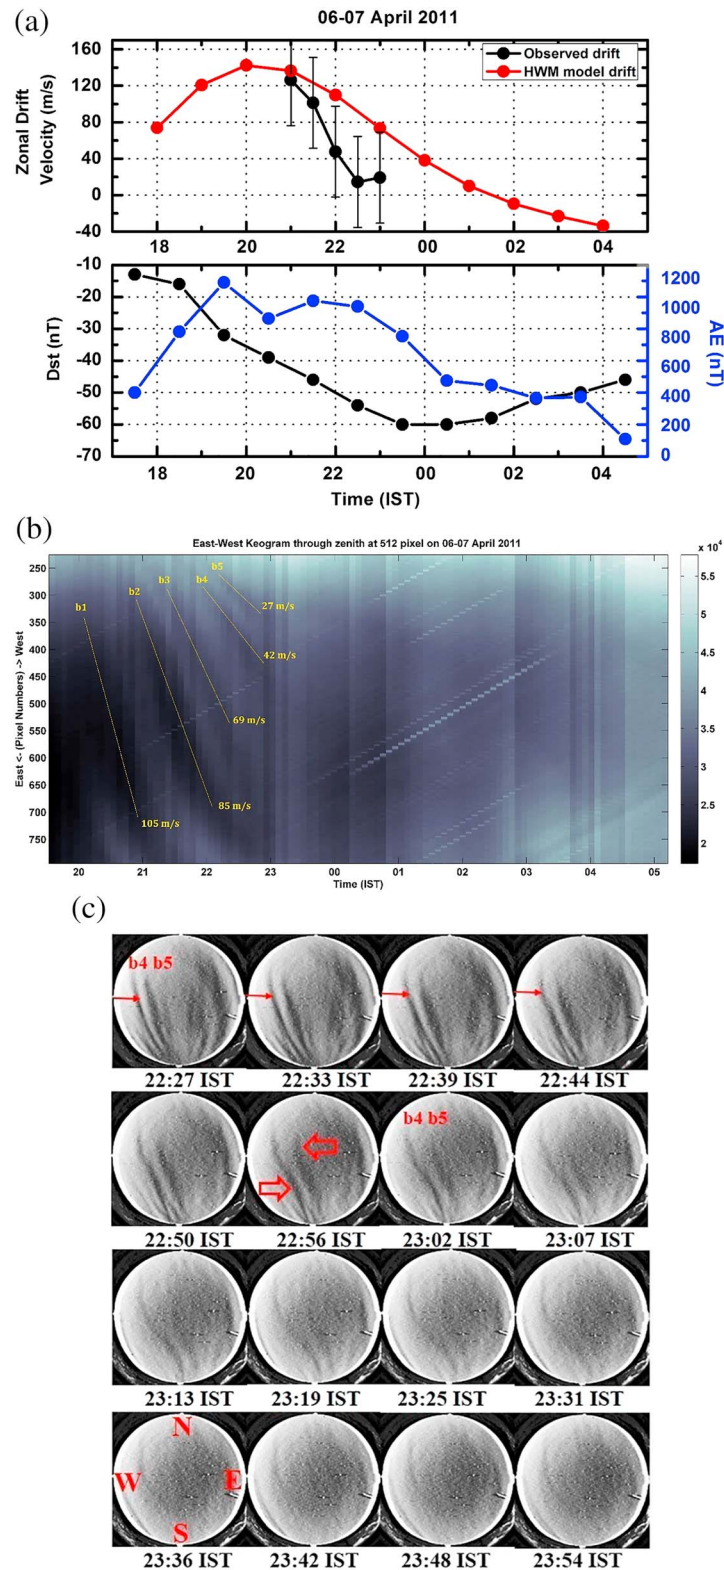 (a)
06-07 April 2011
Observed drift
HWM model drift
Zonal Drift
Velocity (m/s)
160
120
80
40
0
-40
18 20 22 00 02 04
Dst (nT)
-10
-20
-30
-40
-50
-60
-70
1200
1000
800
600
400
200
0
AE (nT)
18 20 22 00 02 04
Time (IST)
(b)
East-West Keogram through zenith at 512 pixel on 06-07 April 2011
x 10⁴
East <- (Pixel Numbers) -> West
250
300
350
400
450
500
550
600
650
700
750
b1
b2
b3
b4
b5
27 m/s
42 m/s
69 m/s
85 m/s
105 m/s
5.5
5
4.5
4
3.5
3
2.5
2
20 21 22 23 00 01 02 03 04 05
Time (IST)
(c)
b4 b5
22:27 IST 22:33 IST 22:39 IST 22:44 IST
b4 b5
22:50 IST 22:56 IST 23:02 IST 23:07 IST
23:13 IST 23:19 IST 23:25 IST 23:31 IST
N
W E
S
23:36 IST 23:42 IST 23:48 IST 23:54 IST